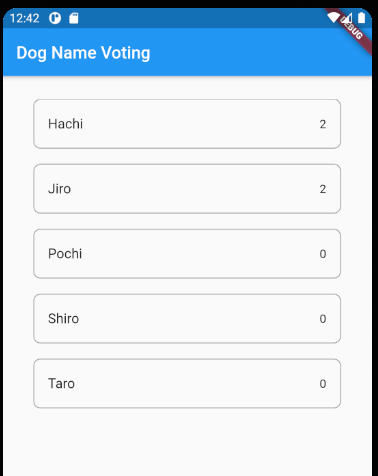 12:42
DEBUG
Dog Name Voting
Hachi 2
Jiro 2
Pochi 0
Shiro 0
Taro 0